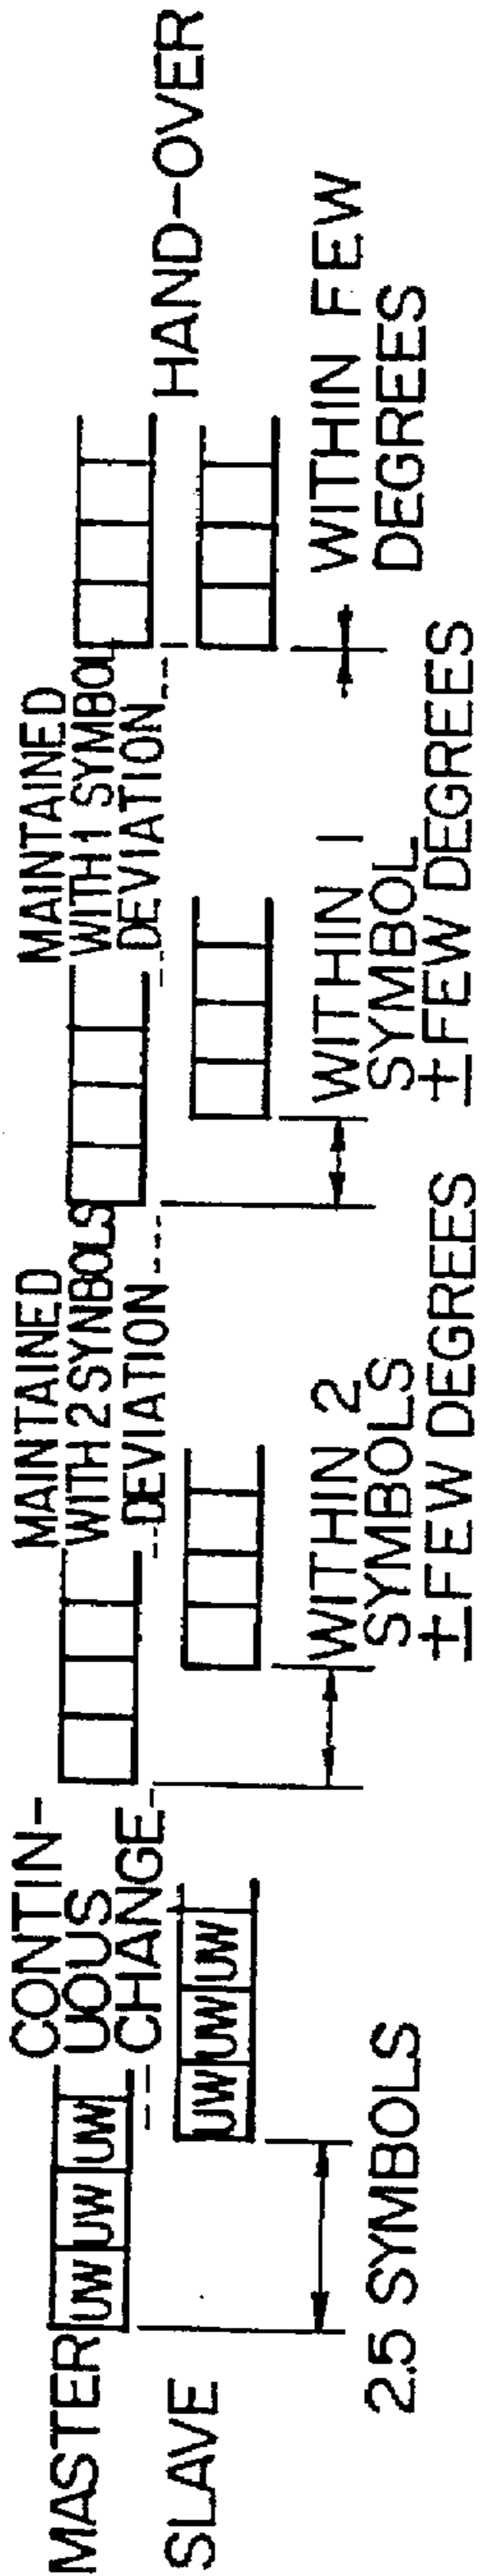 MASTER
UW UW UW
CONTIN-
UOUS
CHANGE
MAINTAINED
WITH 2 SYNBOLS
DEVIATION
MAINTAINED
WITH 1 SYMBOL
DEVIATION
HAND-OVER
SLAVE
UW UW UW
2.5 SYMBOLS
WITHIN 2
SYMBOLS
±FEW DEGREES
WITHIN 1
SYMBOL
±FEW DEGREES
WITHIN FEW
DEGREES